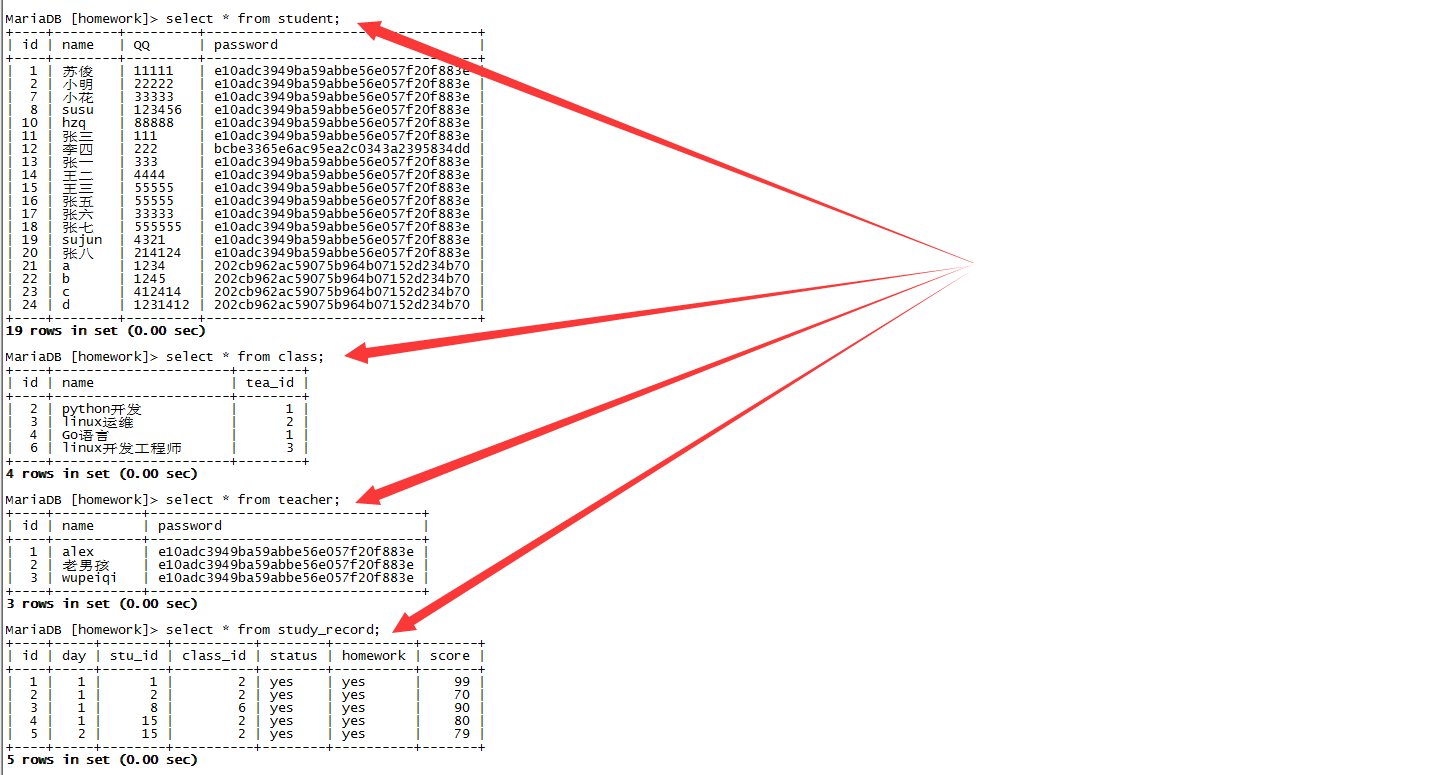 MariaDB [homework]> select * from student;
+----+---------+---------+----------------------------------+
| id | name    | QQ      | password                         |
+----+---------+---------+----------------------------------+
|  1 | 苏俊    | 11111   | e10adc3949ba59abbe56e057f20f883e |
|  2 | 小明    | 22222   | e10adc3949ba59abbe56e057f20f883e |
|  7 | 小花    | 33333   | e10adc3949ba59abbe56e057f20f883e |
|  8 | susu    | 123456  | e10adc3949ba59abbe56e057f20f883e |
| 10 | hzq     | 88888   | e10adc3949ba59abbe56e057f20f883e |
| 11 | 张三    | 111     | e10adc3949ba59abbe56e057f20f883e |
| 12 | 李四    | 222     | bcbe3365e6ac95ea2c0343a2395834dd |
| 13 | 张一    | 333     | e10adc3949ba59abbe56e057f20f883e |
| 14 | 王二    | 4444    | e10adc3949ba59abbe56e057f20f883e |
| 15 | 王三    | 55555   | e10adc3949ba59abbe56e057f20f883e |
| 16 | 张五    | 55555   | e10adc3949ba59abbe56e057f20f883e |
| 17 | 张六    | 33333   | e10adc3949ba59abbe56e057f20f883e |
| 18 | 张七    | 555555  | e10adc3949ba59abbe56e057f20f883e |
| 19 | sujun   | 4321    | e10adc3949ba59abbe56e057f20f883e |
| 20 | 张八    | 214124  | e10adc3949ba59abbe56e057f20f883e |
| 21 | a       | 1234    | 202cb962ac59075b964b07152d234b70 |
| 22 | b       | 1245    | 202cb962ac59075b964b07152d234b70 |
| 23 | c       | 412414  | 202cb962ac59075b964b07152d234b70 |
| 24 | d       | 1231412 | 202cb962ac59075b964b07152d234b70 |
+----+---------+---------+----------------------------------+
19 rows in set (0.00 sec)
MariaDB [homework]> select * from class;
+----+----------------------+--------+
| id | name                 | tea_id |
+----+----------------------+--------+
|  2 | python开发           |      1 |
|  3 | linux运维            |      2 |
|  4 | Go语言               |      1 |
|  6 | linux开发工程师      |      3 |
+----+----------------------+--------+
4 rows in set (0.00 sec)
MariaDB [homework]> select * from teacher;
+----+-----------+----------------------------------+
| id | name      | password                         |
+----+-----------+----------------------------------+
|  1 | alex      | e10adc3949ba59abbe56e057f20f883e |
|  2 | 老男孩    | e10adc3949ba59abbe56e057f20f883e |
|  3 | wupeiqi   | e10adc3949ba59abbe56e057f20f883e |
+----+-----------+----------------------------------+
3 rows in set (0.00 sec)
MariaDB [homework]> select * from study_record;
+----+-----+--------+----------+--------+----------+-------+
| id | day | stu_id | class_id | status | homework | score |
+----+-----+--------+----------+--------+----------+-------+
|  1 |   1 |      1 |        2 | yes    | yes      |    99 |
|  2 |   1 |      2 |        2 | yes    | yes      |    70 |
|  3 |   1 |      8 |        6 | yes    | yes      |    90 |
|  4 |   1 |     15 |        2 | yes    | yes      |    80 |
|  5 |   2 |     15 |        2 | yes    | yes      |    79 |
+----+-----+--------+----------+--------+----------+-------+
5 rows in set (0.00 sec)